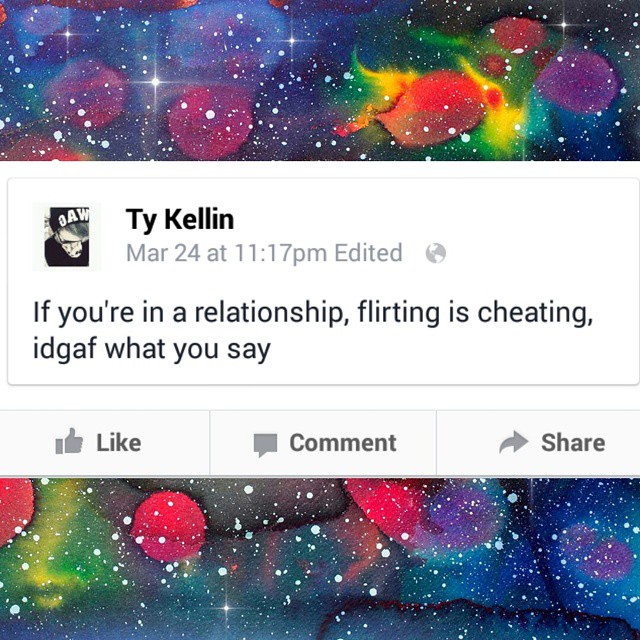 Ty Kellin
Mar 24 at 11:17pm Edited
If you're in a relationship, flirting is cheating,
idgaf what you say
Like
Comment
Share